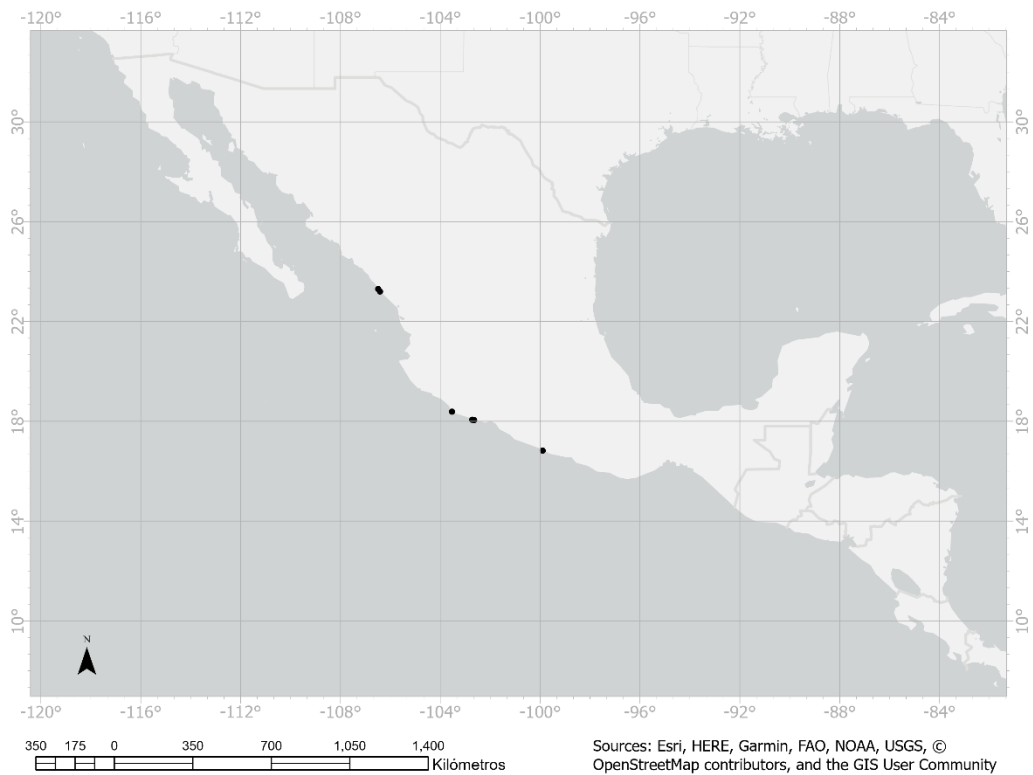 -120° -116° -112° -108° -104° -100° -96° -92° -88° -84°
30° 30°
26° 26°
22° 22°
18° 18°
14° 14°
10° 10°
N
-120° -116° -112° -108° -104° -100° -96° -92° -88° -84°
350 175 0 350 700 1,050 1,400
Kilómetros
Sources: Esri, HERE, Garmin, FAO, NOAA, USGS, ©
OpenStreetMap contributors, and the GIS User Community